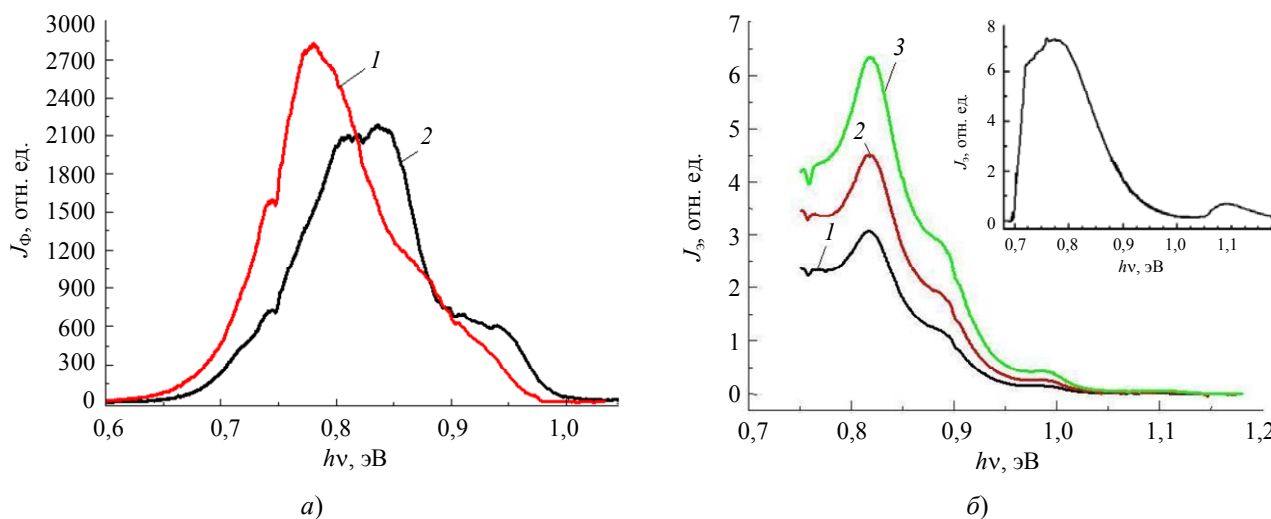 3000
2700
2400
2100
1800
1500
1200
900
600
300
0
J_Ф, отн. ед.
1
2
0,6 0,7 0,8 0,9 1,0
hν, эВ
а)
7
6
5
4
3
2
1
0
J_э, отн. ед.
3
2
1
0,7 0,8 0,9 1,0 1,1 1,2
hν, эВ
8
6
4
2
0
J_э, отн. ед.
0,7 0,8 0,9 1,0 1,1
hν, эВ
б)